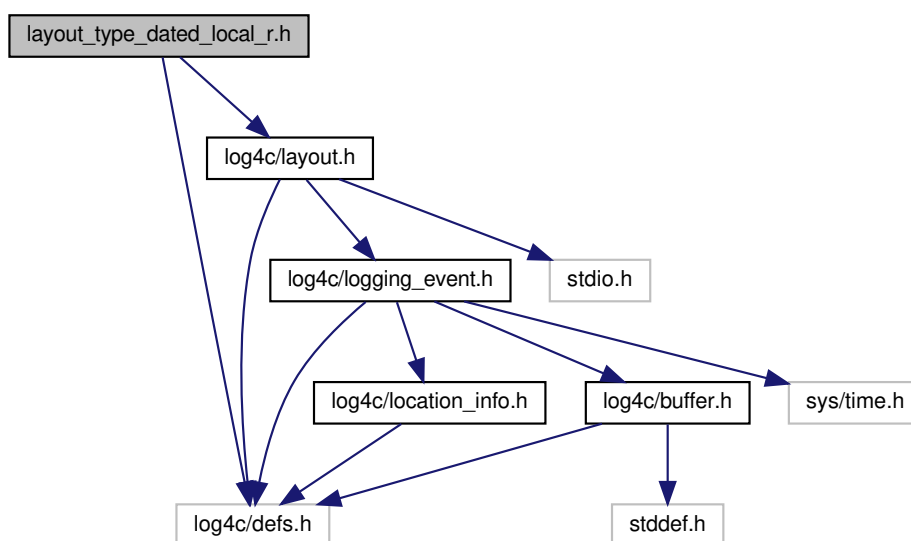 layout_type_dated_local_r.h
log4c/layout.h
log4c/logging_event.h
stdio.h
log4c/location_info.h
log4c/buffer.h
sys/time.h
log4c/defs.h
stddef.h